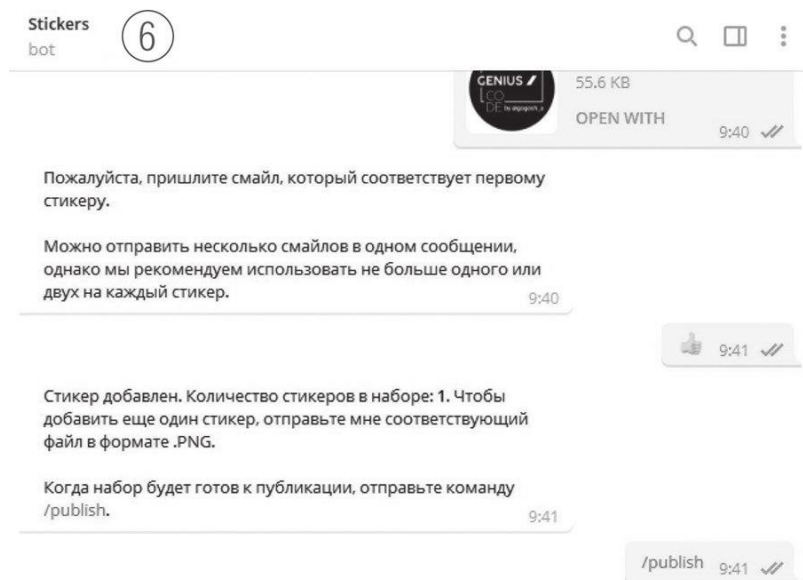 Stickers
bot
6
GENIUS
CO
DE by
55.6 KB
OPEN WITH
9:40
Пожалуйста, пришлите смайл, который соответствует первому
стикеру.
Можно отправить несколько смайлов в одном сообщении,
однако мы рекомендуем использовать не больше одного или
двух на каждый стикер.
9:40
9:41
Стикер добавлен. Количество стикеров в наборе: 1. Чтобы
добавить еще один стикер, отправьте мне соответствующий
файл в формате .PNG.
Когда набор будет готов к публикации, отправьте команду
/publish.
9:41
/publish 9:41